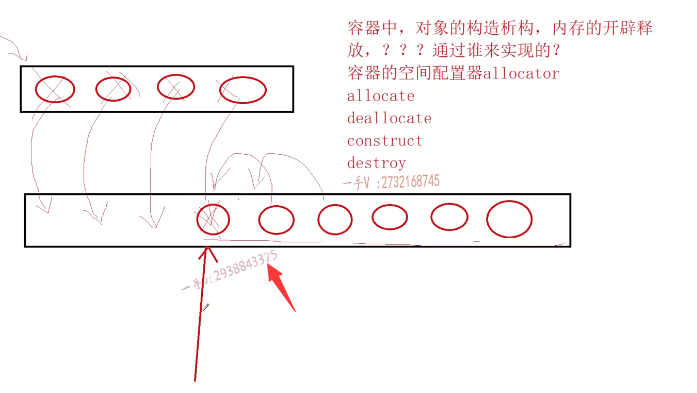 容器中，对象的构造析构，内存的开辟释
放，？？？通过谁来实现的？
容器的空间配置器allocator
allocate
deallocate
construct
destroy
一手V :2732168745
一手v:2938843375